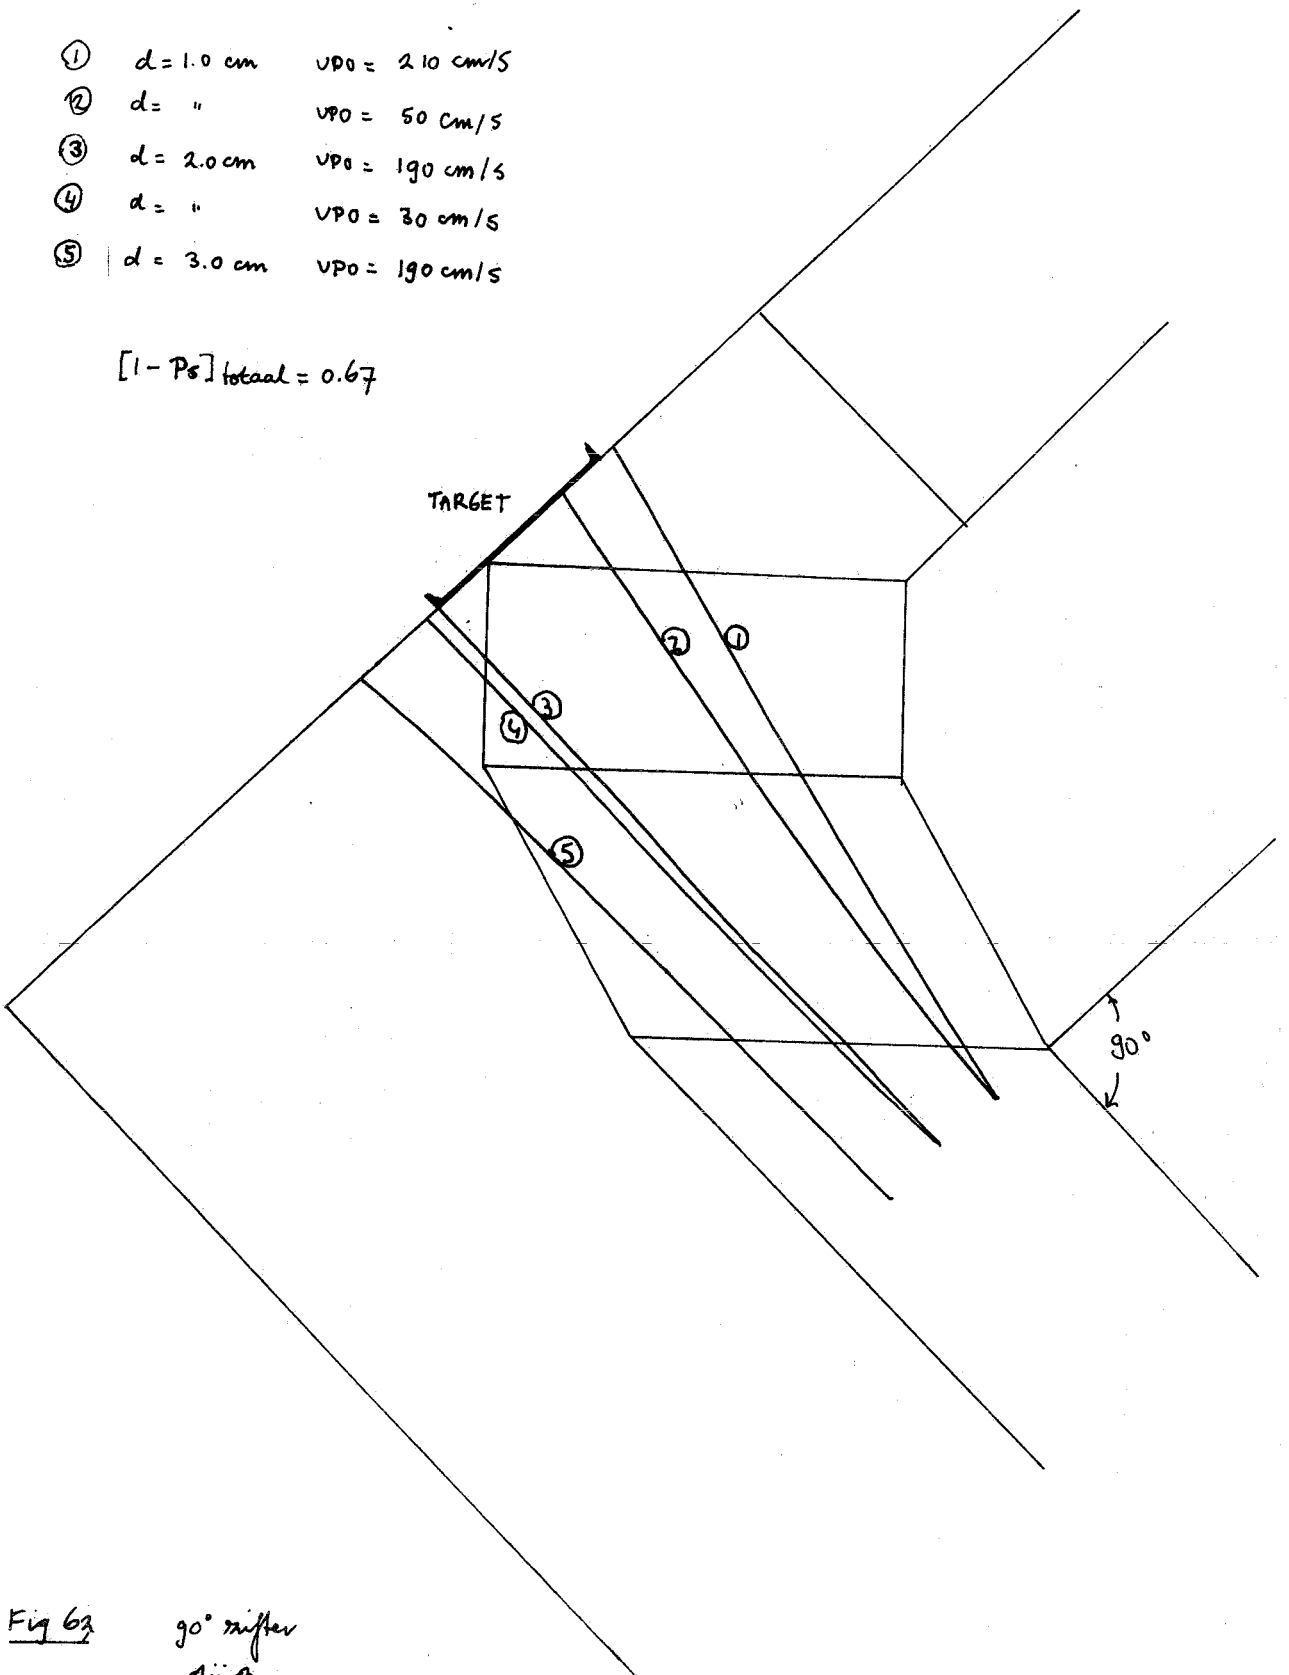 ① d = 1.0 cm vpo = 210 cm/s
② d = " vpo = 50 cm/s
③ d = 2.0 cm vpo = 190 cm/s
④ d = " vpo = 30 cm/s
⑤ d = 3.0 cm vpo = 190 cm/s
[1 - Ps] totaal = 0.67
TARGET
② ①
③
④
⑤
90°
Fig 62 90° zifter